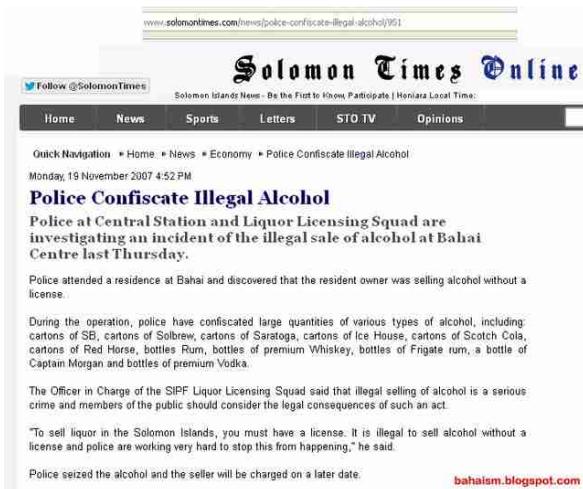 www.solomontimes.com/news/police-confiscate-illegal-alcohol/951
Solomon Times Online
Follow @SolomonTimes
Solomon Islands News - Be the First to Know, Participate | Honiara Local Time:
Home News Sports Letters STO TV Opinions
Quick Navigation » Home » News » Economy » Police Confiscate Illegal Alcohol
Monday, 19 November 2007 4:52 PM
Police Confiscate Illegal Alcohol
Police at Central Station and Liquor Licensing Squad are
investigating an incident of the illegal sale of alcohol at Bahai
Centre last Thursday.
Police attended a residence at Bahai and discovered that the resident owner was selling alcohol without a
license.
During the operation, police have confiscated large quantities of various types of alcohol, including:
cartons of SB, cartons of Solbrew, cartons of Saratoga, cartons of Ice House, cartons of Scotch Cola,
cartons of Red Horse, bottles Rum, bottles of premium Whiskey, bottles of Frigate rum, a bottle of
Captain Morgan and bottles of premium Vodka.
The Officer in Charge of the SIPF Liquor Licensing Squad said that illegal selling of alcohol is a serious
crime and members of the public should consider the legal consequences of such an act.
"To sell liquor in the Solomon Islands, you must have a license. It is illegal to sell alcohol without a
license and police are working very hard to stop this from happening," he said.
Police seized the alcohol and the seller will be charged on a later date.
bahaism.blogspot.com